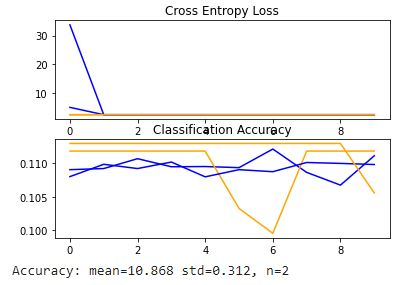 Cross Entropy Loss
30
20
10
0 2 4 6 8
Classification Accuracy
0.110
0.105
0.100
0 2 4 6 8
Accuracy: mean=10.868 std=0.312, n=2